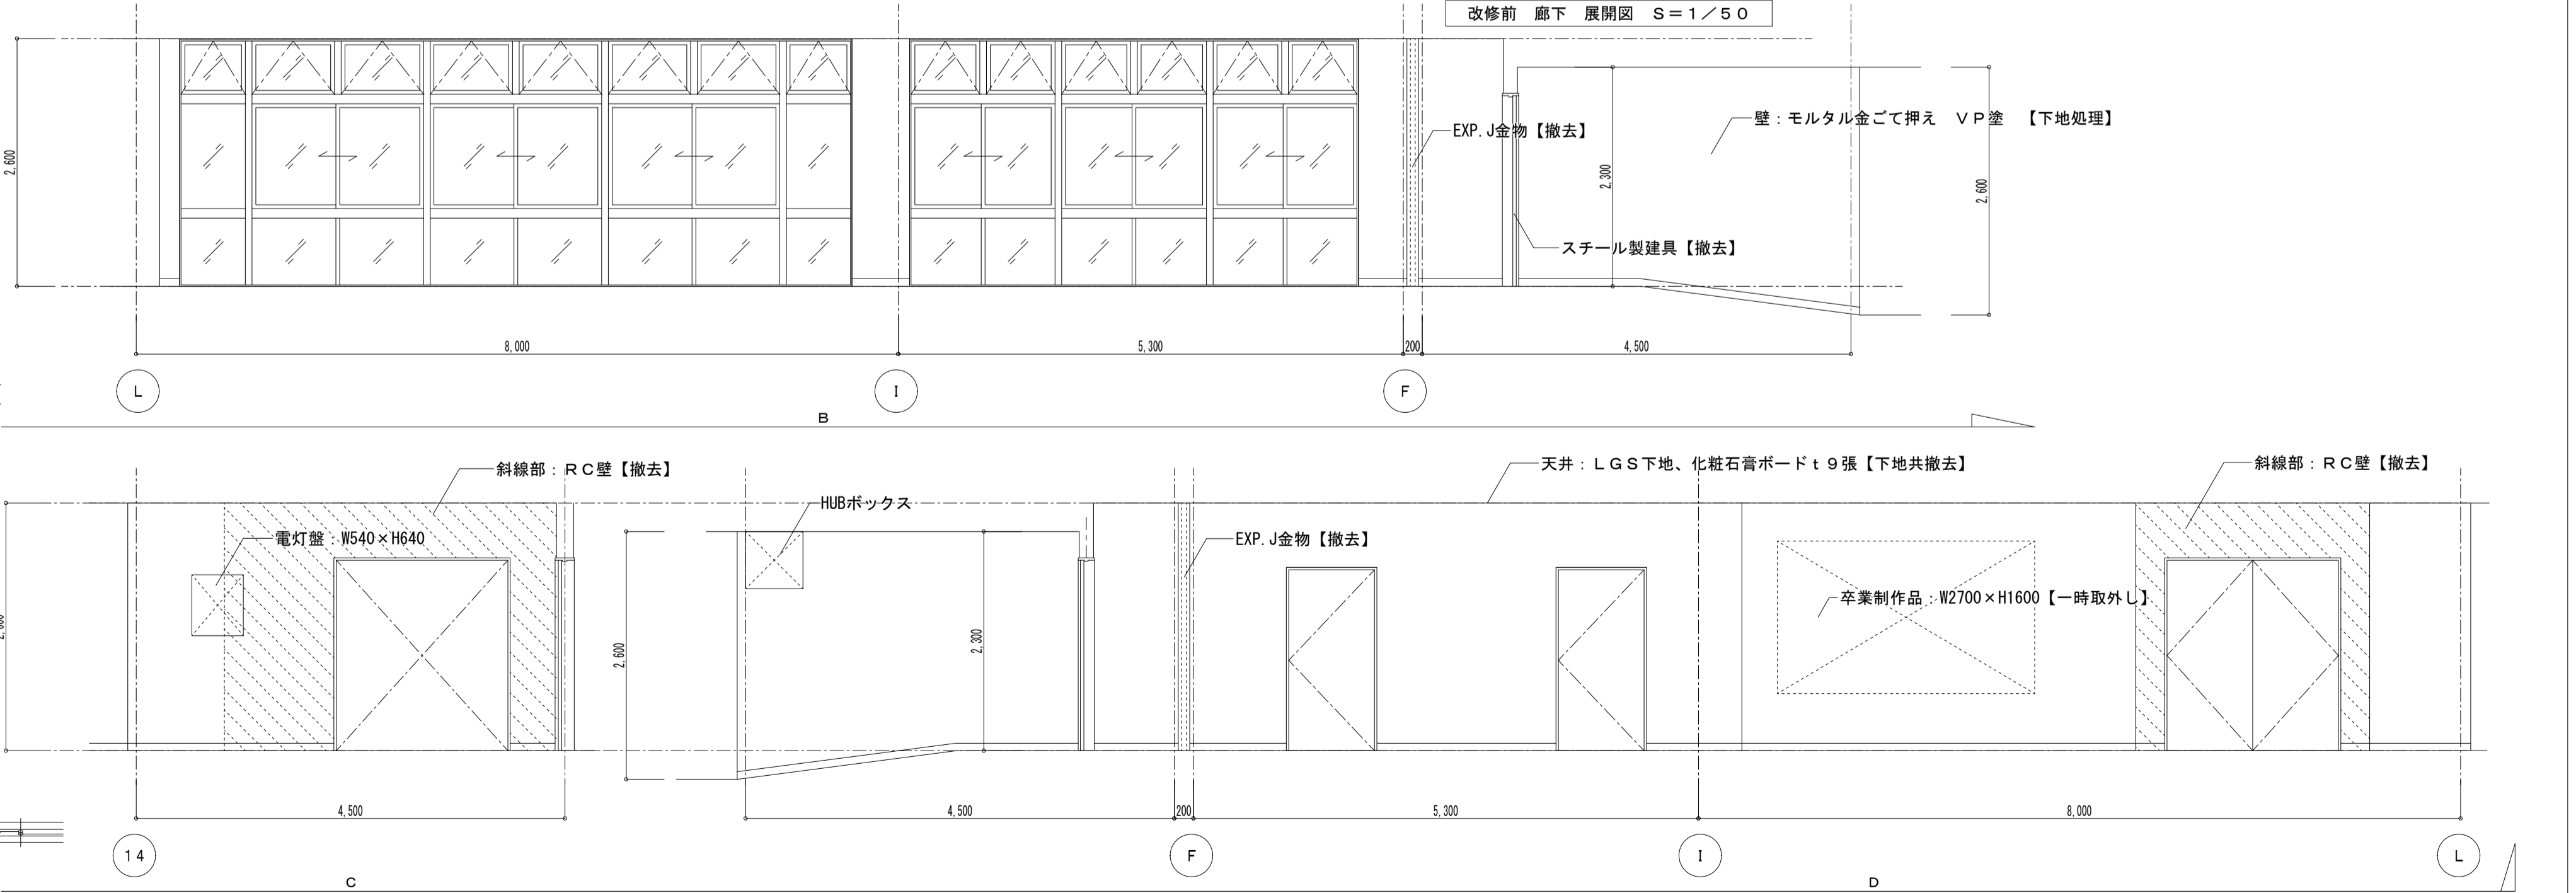 改修前　廊下　展開図　Ｓ＝１／５０
2,600
EXP.J金物【撤去】
壁：モルタル金ごて押え　ＶＰ塗　【下地処理】
2,300
2,600
スチール製建具【撤去】
8,000
5,300
200
4,500
L
I
F
B
斜線部：ＲＣ壁【撤去】
HUBボックス
天井：ＬＧＳ下地、化粧石膏ボードｔ９張【下地共撤去】
斜線部：ＲＣ壁【撤去】
電灯盤：W540×H640
EXP.J金物【撤去】
卒業制作品：W2700×H1600【一時取外し】
2,600
2,300
4,500
4,500
200
5,300
8,000
14
F
I
L
C
D